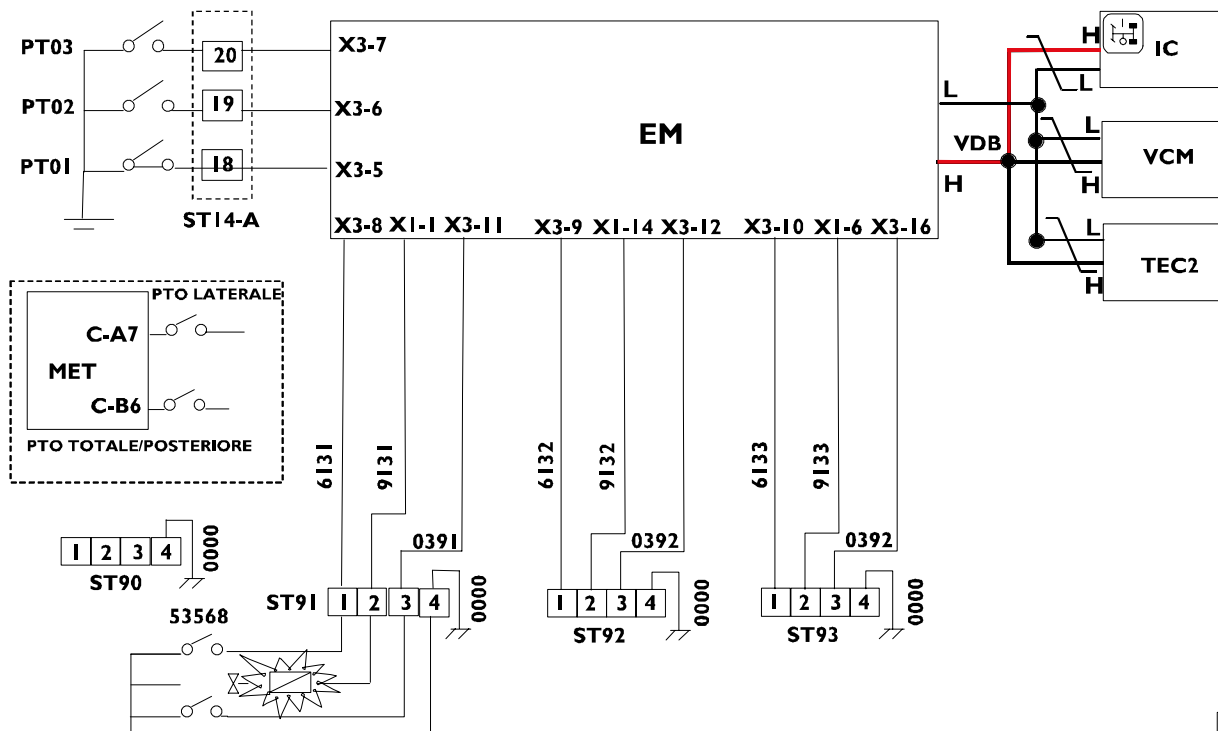 PT03
20
X3-7
PT02
19
X3-6
PT01
18
X3-5
ST14-A
EM
X3-8 X1-1 X3-11 X3-9 X1-14 X3-12 X3-10 X1-6 X3-16
L
VDB
H
H
IC
L
L
VCM
H
L
TEC2
H
PTO LATERALE
C-A7
MET
C-B6
PTO TOTALE/POSTERIORE
6131
9131
6132
9132
6133
9133
0391
0392
0392
1 2 3 4
0000
ST90
ST91
1 2 3 4
0000
1 2 3 4
0000
ST92
1 2 3 4
0000
ST93
53568